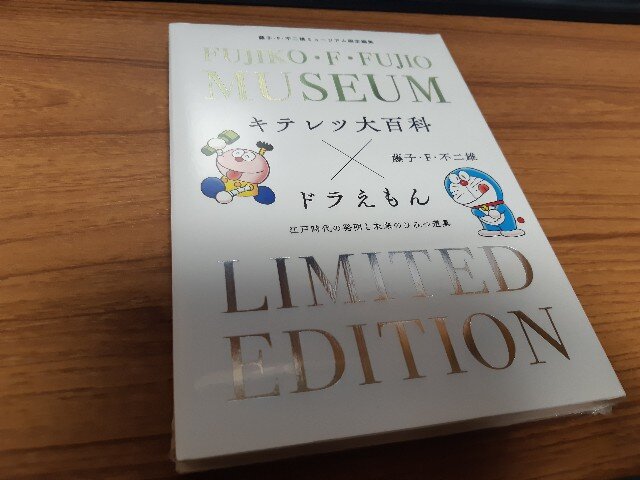 藤子・F・不二雄ミュージアム限定編集
FUJIKO・F・FUJIO
MUSEUM
キテレツ大百科
×
藤子・F・不二雄
ドラえもん
江戸時代の発明と未来のひみつ道具
LIMITED
EDITION